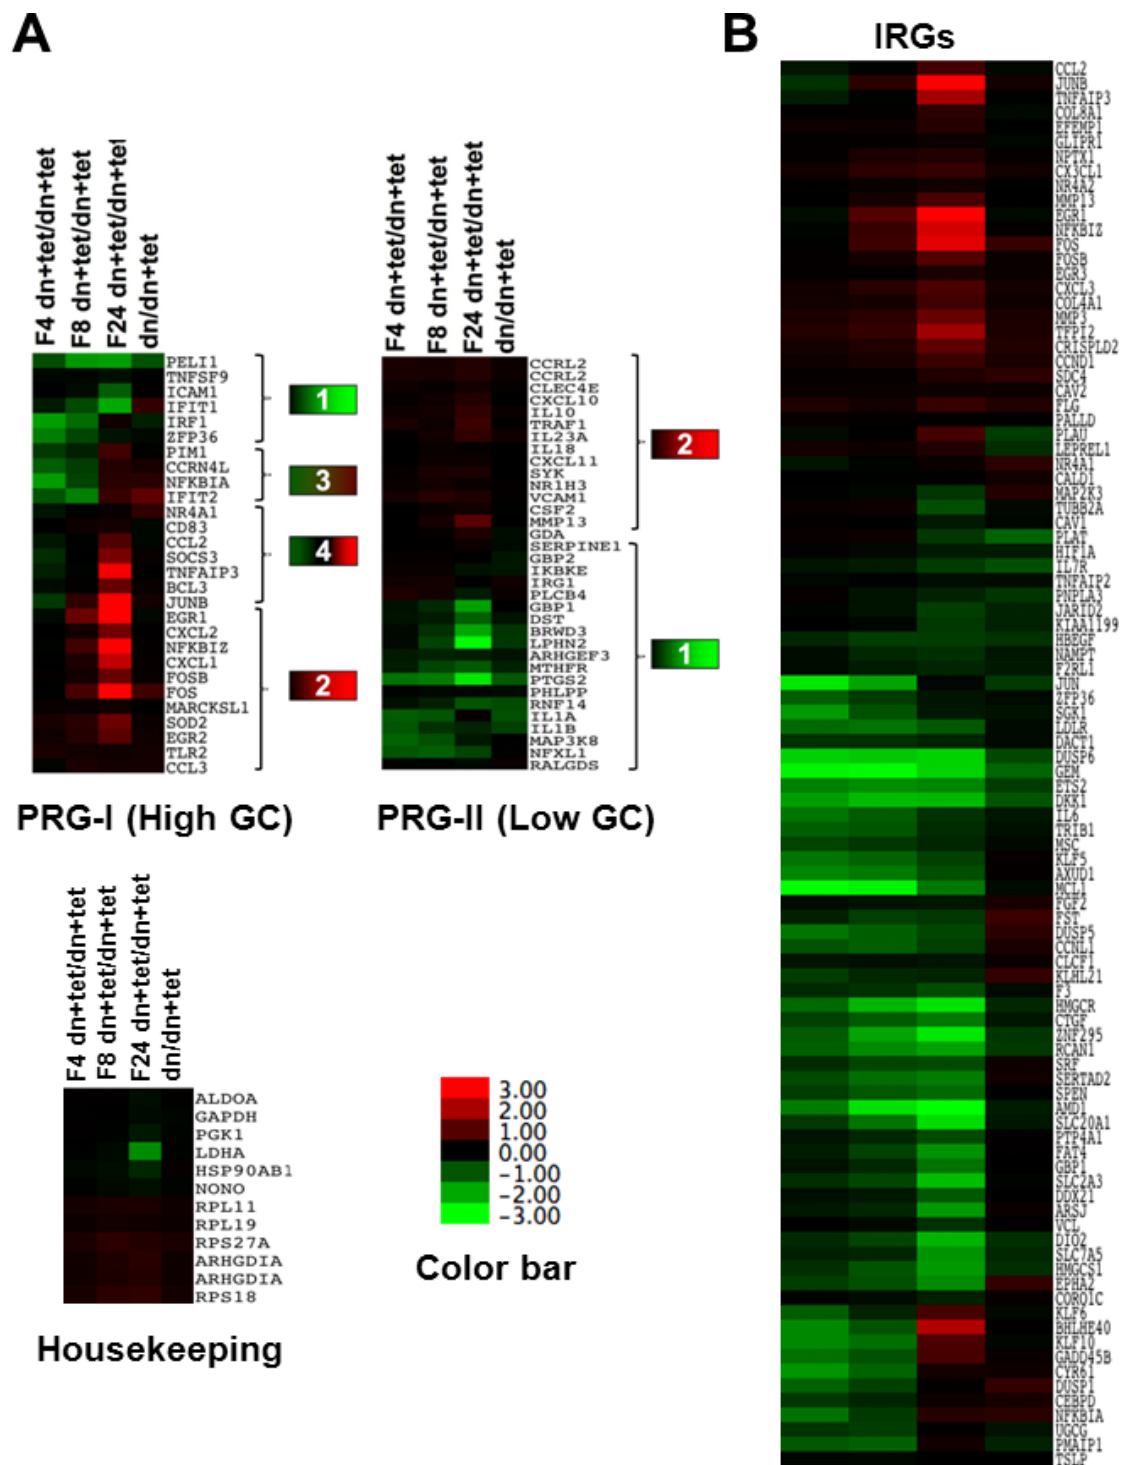 A
F4 dn+tet/dn+tet
F8 dn+tet/dn+tet
F24 dn+tet/dn+tet
dn/dn+tet
PELI1
TNFSF9
ICAM1
IFIT1
IRF1
ZFP36
PIM1
CCRN4L
NFKBIA
IFIT2
NR4A1
CD83
CCL2
SOCS3
TNFAIP3
BCL3
JUNB
EGR1
CXCL2
NFKBIZ
CXCL1
FOSB
FOS
MARCKSL1
SOD2
EGR2
TLR2
CCL3
1
3
4
2
PRG-I (High GC)
F4 dn+tet/dn+tet
F8 dn+tet/dn+tet
F24 dn+tet/dn+tet
dn/dn+tet
CCRL2
CCRL2
CLEC4E
CXCL10
IL10
TRAF1
IL23A
IL18
CXCL11
SYK
NR1H3
VCAM1
CSF2
MMP13
GDA
SERPINE1
GBP2
IKBKE
IRG1
PLCB4
GBP1
DST
BRWD3
LPHN2
ARHGEF3
MTHFR
PTGS2
PHLPP
RNF14
IL1A
IL1B
MAP3K8
NFXL1
RALGDS
2
1
PRG-II (Low GC)
F4 dn+tet/dn+tet
F8 dn+tet/dn+tet
F24 dn+tet/dn+tet
dn/dn+tet
ALDOA
GAPDH
PGK1
LDHA
HSP90AB1
NONO
RPL11
RPL19
RPS27A
ARHGDIA
ARHGDIA
RPS18
Housekeeping
3.00
2.00
1.00
0.00
-1.00
-2.00
-3.00
Color bar
B
IRGs
CCL2
JUNB
TNFAIP3
COL8A1
EFEMP1
GLIPR1
NPTX1
CX3CL1
NR4A2
MMP13
EGR1
NFKBIZ
FOS
FOSB
EGR3
CXCL3
COL4A1
MMP3
TFPI2
CRISPLD2
CCND1
SDC4
CAV2
FLG
PALLD
PLAU
LEPREL1
NR4A1
CALD1
MAP2K3
TUBB2A
CAV1
PLAT
HIF1A
IL7R
TNFAIP2
PNPLA3
JARID2
KIAA1199
HBEGF
NAMPT
F2RL1
JUN
ZFP36
SGK1
LDLR
DACT1
DUSP6
GEM
ETS2
DKK1
IL6
TRIB1
MSC
KLF5
AXUD1
MCL1
FGF2
FST
DUSP5
CCNL1
CLCF1
KLHL21
F3
HMGCR
CTGF
ZNF295
RCAN1
SRF
SERTAD2
SPEN
AMD1
SLC20A1
PTP4A1
FAT4
GBP1
SLC2A3
DDX21
ARSJ
VCL
DIO2
SLC7A5
HMGCS1
EPHA2
CORO1C
KLF6
BHLHE40
KLF10
GADD45B
CYR61
DUSP1
CEBPD
NFKBIA
UGCG
PMAIP1
TSLP